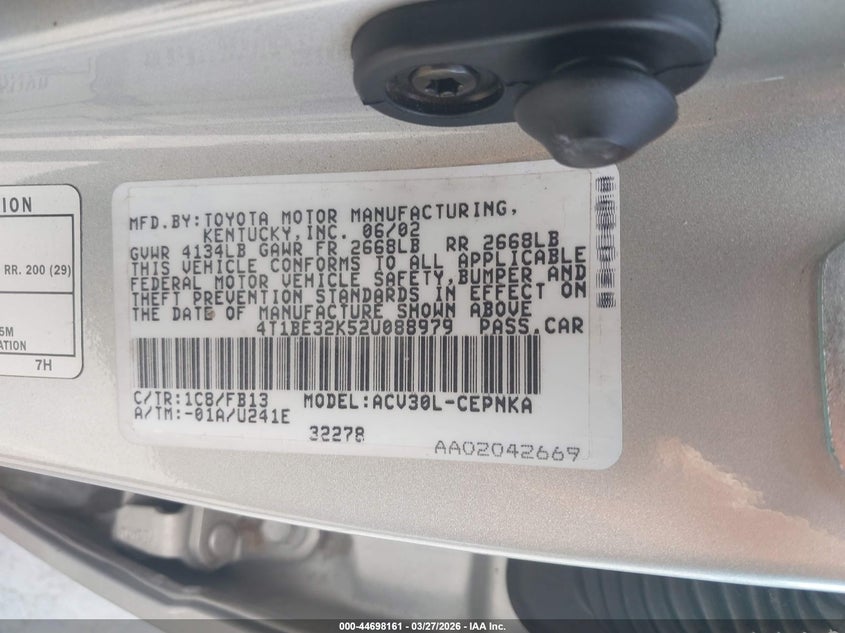 ION
RR. 200 (29)
5M
ATION
7H
MFD.BY:TOYOTA MOTOR MANUFACTURING,
KENTUCKY,INC. 06/02
GVWR 4134LB GAWR FR 2668LB RR 2668LB
THIS VEHICLE CONFORMS TO ALL APPLICABLE
FEDERAL MOTOR VEHICLE SAFETY,BUMPER AND
THEFT PREVENTION STANDARDS IN EFFECT ON
THE DATE OF MANUFACTURE SHOWN ABOVE
4T1BE32K52U088979 PASS.CAR
C/TR:1C8/FB13 MODEL:ACV30L-CEPNKA
A/TM:-01A/U241E
32278
AA02042669
000-44698161 — 03/27/2026 — IAA Holdings, LLC.